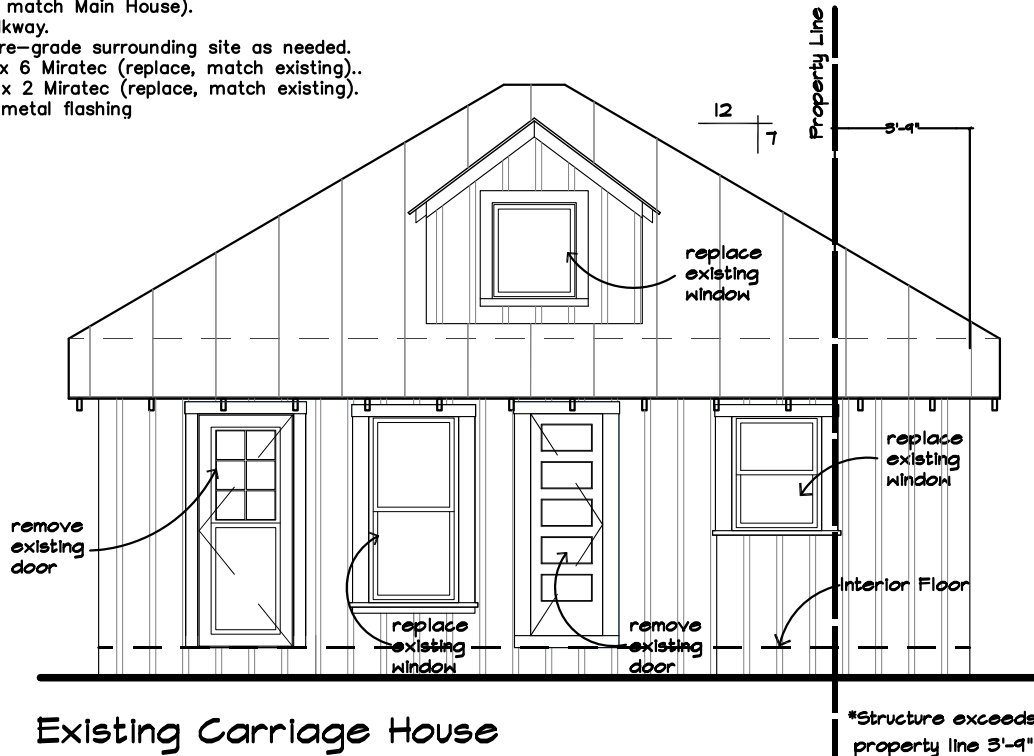 match Main House).
lkway.
re-grade surrounding site as needed.
x 6 Miratec (replace, match existing)..
x 2 Miratec (replace, match existing).
metal flashing
Property Line
12
7
3'-9"
replace
existing
window
replace
existing
window
remove
existing
door
Interior Floor
replace
existing
window
remove
existing
door
Existing Carriage House
*Structure exceeds
property line 3'-9"